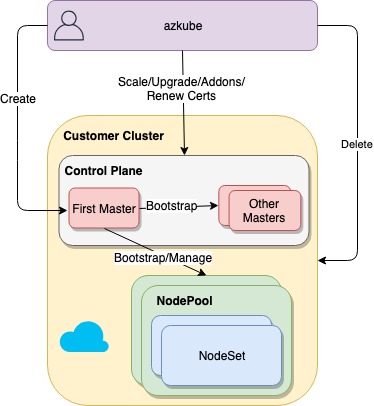 azkube
Scale/Upgrade/Addons/
Renew Certs
Create
Delete
Customer Cluster
Control Plane
First Master
Bootstrap
Other
Masters
Bootstrap/Manage
NodePool
NodeSet